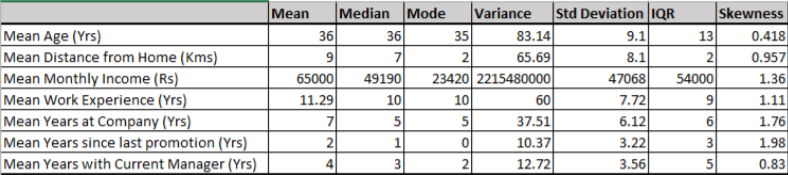 Mean Median Mode Variance Std Deviation IQR Skewness
Mean Age (Yrs) 36 36 35 83.14 9.1 13 0.418
Mean Distance from Home (Kms) 9 7 2 65.69 8.1 2 0.957
Mean Monthly Income (Rs) 65000 49190 23420 2215480000 47068 54000 1.36
Mean Work Experience (Yrs) 11.29 10 10 60 7.72 9 1.11
Mean Years at Company (Yrs) 7 5 5 37.51 6.12 6 1.76
Mean Years since last promotion (Yrs) 2 1 0 10.37 3.22 3 1.98
Mean Years with Current Manager (Yrs) 4 3 2 12.72 3.56 5 0.83